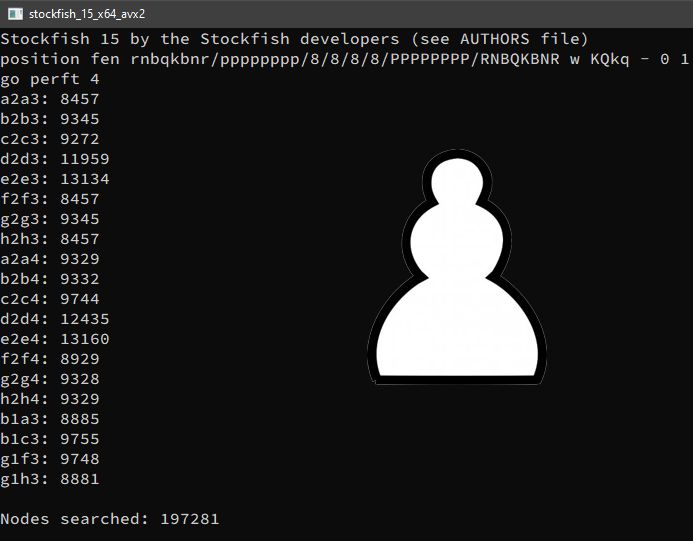 stockfish_15_x64_avx2
Stockfish 15 by the Stockfish developers (see AUTHORS file)
position fen rnbqkbnr/pppppppp/8/8/8/8/PPPPPPPP/RNBQKBNR w KQkq - 0 1
go perft 4
a2a3: 8457
b2b3: 9345
c2c3: 9272
d2d3: 11959
e2e3: 13134
f2f3: 8457
g2g3: 9345
h2h3: 8457
a2a4: 9329
b2b4: 9332
c2c4: 9744
d2d4: 12435
e2e4: 13160
f2f4: 8929
g2g4: 9328
h2h4: 9329
b1a3: 8885
b1c3: 9755
g1f3: 9748
g1h3: 8881
Nodes searched: 197281